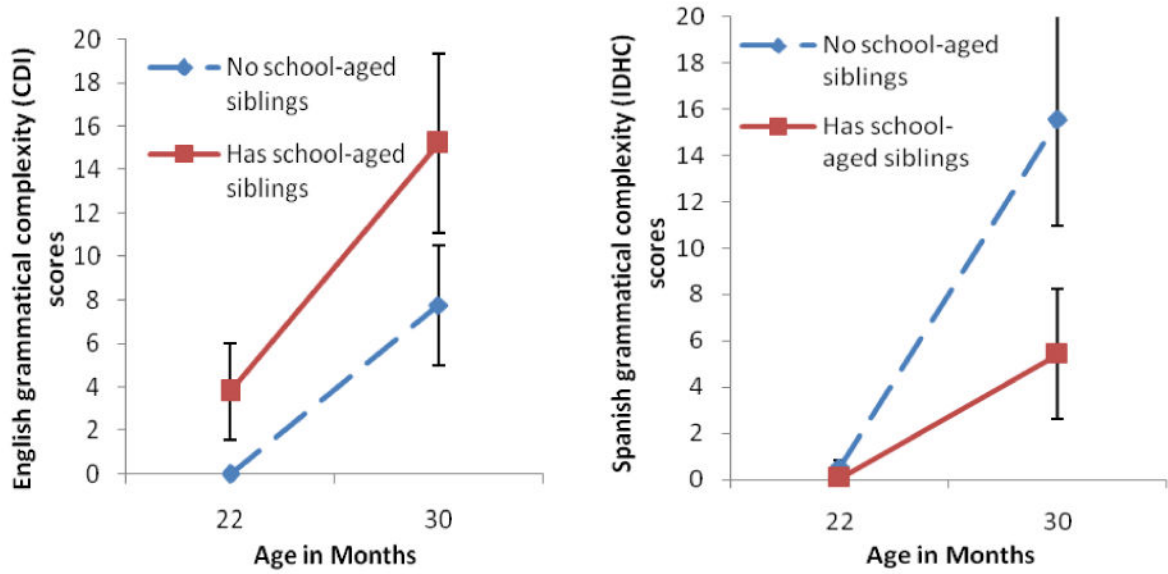 English grammatical complexity (CDI)
scores
20
18
16
14
12
10
8
6
4
2
0
No school-aged
siblings
Has school-aged
siblings
22
30
Age in Months
Spanish grammatical complexity (IDHC)
scores
20
18
16
14
12
10
8
6
4
2
0
No school-aged
siblings
Has school-
aged siblings
22
30
Age in Months